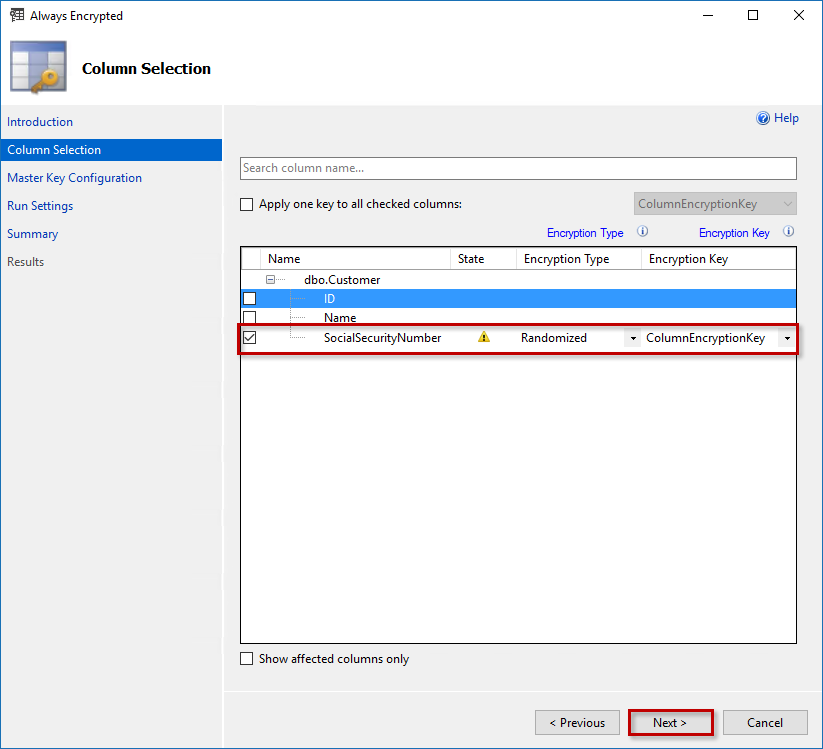 Always Encrypted
Column Selection
Introduction
Column Selection
Master Key Configuration
Run Settings
Summary
Results
Help
Search column name...
Apply one key to all checked columns:
ColumnEncryptionKey
Encryption Type
Encryption Key
Name State Encryption Type Encryption Key
dbo.Customer
ID
Name
SocialSecurityNumber Randomized ColumnEncryptionKey
Show affected columns only
< Previous
Next >
Cancel